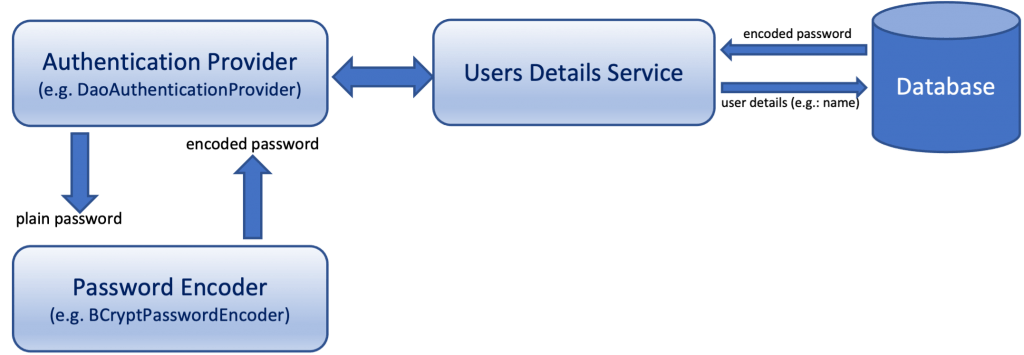 Authentication Provider
(e.g. DaoAuthenticationProvider)
Users Details Service
encoded password
user details (e.g.: name)
Database
encoded password
plain password
Password Encoder
(e.g. BCryptPasswordEncoder)